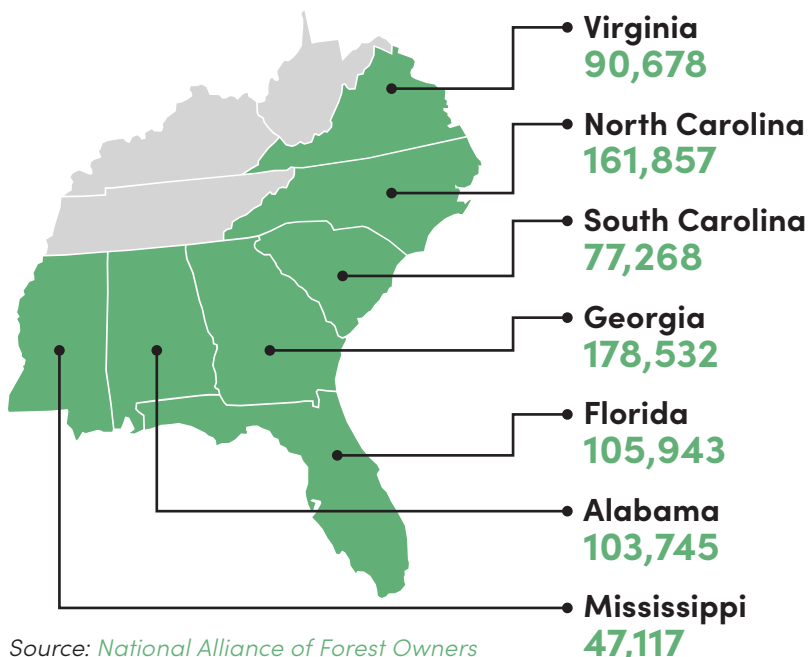 Virginia
90,678
North Carolina
161,857
South Carolina
77,268
Georgia
178,532
Florida
105,943
Alabama
103,745
Mississippi
47,117
Source: National Alliance of Forest Owners